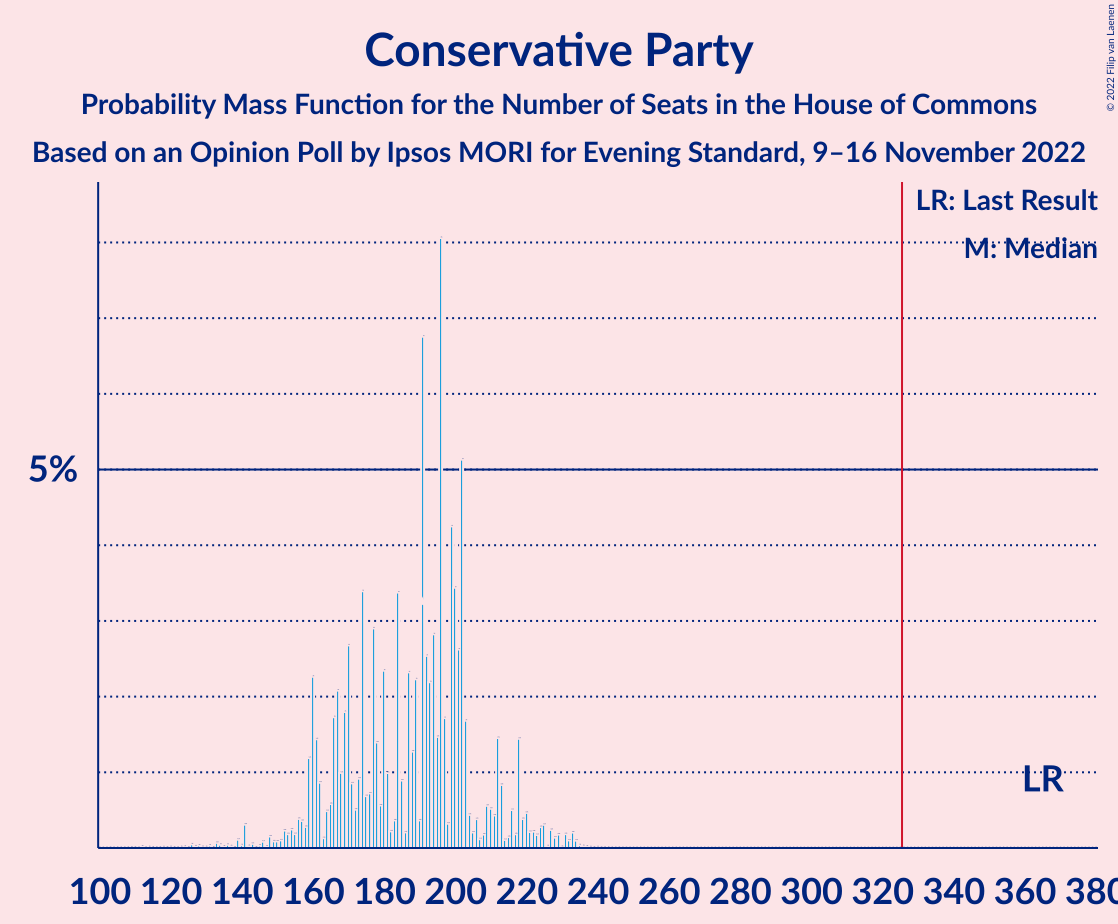 Conservative Party
Probability Mass Function for the Number of Seats in the House of Commons
Based on an Opinion Poll by Ipsos MORI for Evening Standard, 9–16 November 2022
© 2022 Filip van Laenen
LR: Last Result
M: Median
5%
LR
100 120 140 160 180 200 220 240 260 280 300 320 340 360 380